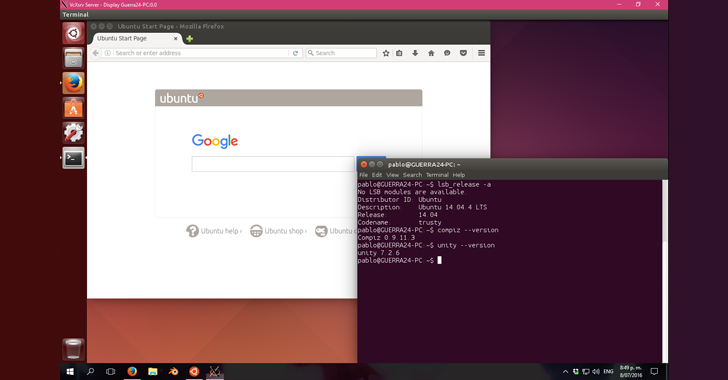 VcXsrv Server - Display Guerra24-PC:0.0
Terminal
Ubuntu Start Page - Mozilla Firefox
Ubuntu Start Page
Search or enter address
Search
ubuntu
Google
Ubuntu help ›
Ubuntu shop ›
Ubuntu
pablo@GUERRA24-PC: ~
File Edit View Search Terminal Help
pablo@GUERRA24-PC:~$ lsb_release -a
No LSB modules are available.
Distributor ID: Ubuntu
Description: Ubuntu 14.04.4 LTS
Release: 14.04
Codename: trusty
pablo@GUERRA24-PC:~$ compiz --version
Compiz 0.9.11.3
pablo@GUERRA24-PC:~$ unity --version
unity 7.2.6
pablo@GUERRA24-PC:~$
ENG
8:49 p. m.
8/07/2016